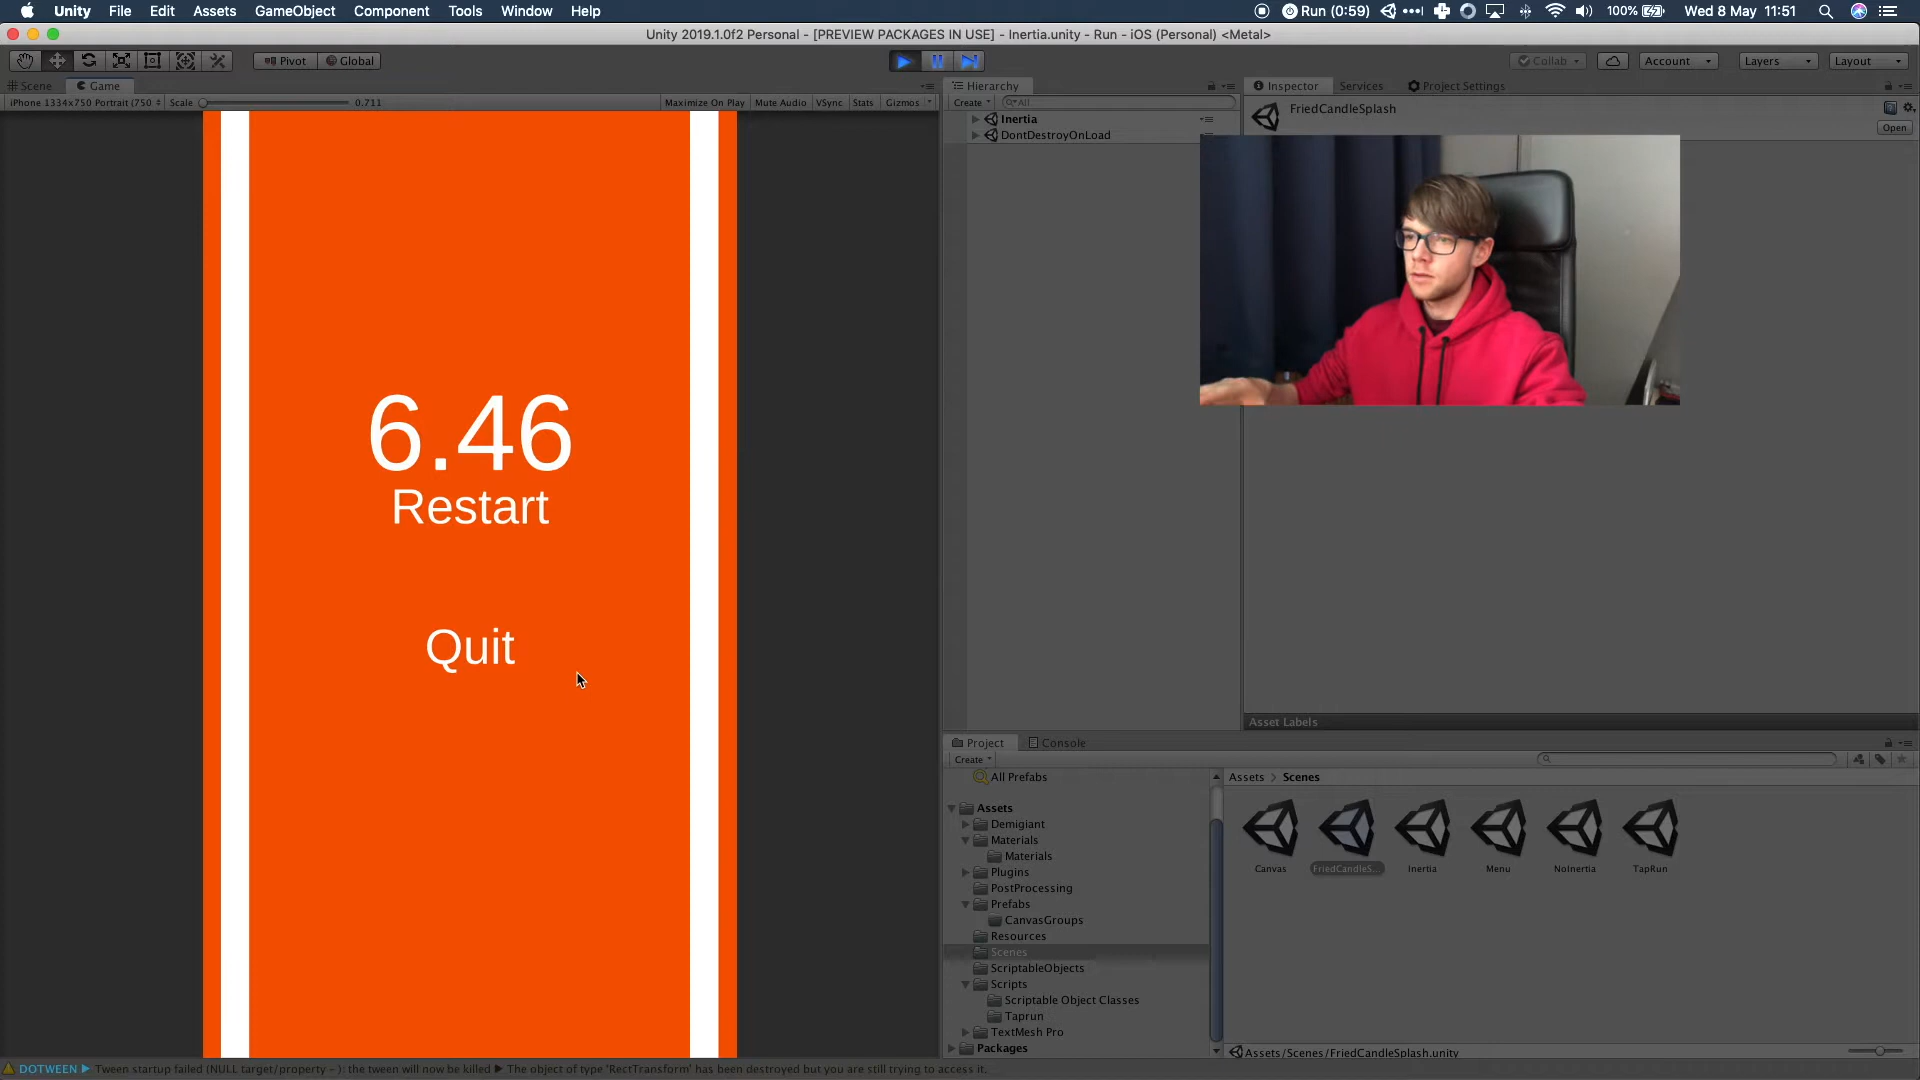 Unity File Edit Assets GameObject Component Tools Window Help
Run (0:59) 100% Wed 8 May 11:51
Unity 2019.1.0f2 Personal - [PREVIEW PACKAGES IN USE] - Inertia.unity - Run - iOS (Personal) <Metal>
Pivot Global
Collab Account Layers Layout
Scene Game
iPhone 1334x750 Portrait (750 Scale 0.711 Maximize On Play Mute Audio VSync Stats Gizmos
Hierarchy
Create All
Inertia
DontDestroyOnLoad
Inspector Services Project Settings
FriedCandleSplash
Open
6.46
Restart
Quit
Asset Labels
Project Console
Create
All Prefabs
Assets
Demigiant
Materials
Materials
Plugins
PostProcessing
Prefabs
CanvasGroups
Resources
Scenes
ScriptableObjects
Scripts
Scriptable Object Classes
Taprun
TextMesh Pro
Packages
Assets > Scenes
Canvas FriedCandleS... Inertia Menu NoInertia TapRun
Assets/Scenes/FriedCandleSplash.unity
DOTWEEN ► Tween startup failed (NULL target/property - ): the tween will now be killed ► The object of type 'RectTransform' has been destroyed but you are still trying to access it.